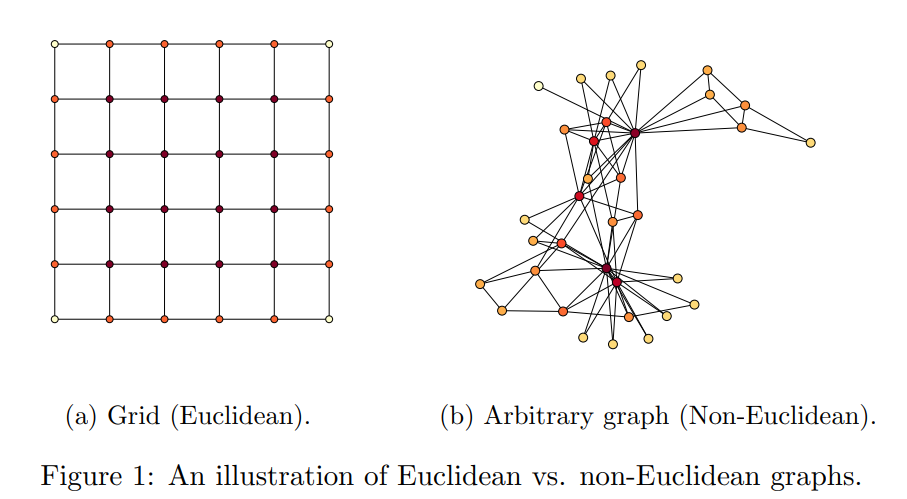 (a) Grid (Euclidean).
(b) Arbitrary graph (Non-Euclidean).
Figure 1: An illustration of Euclidean vs. non-Euclidean graphs.